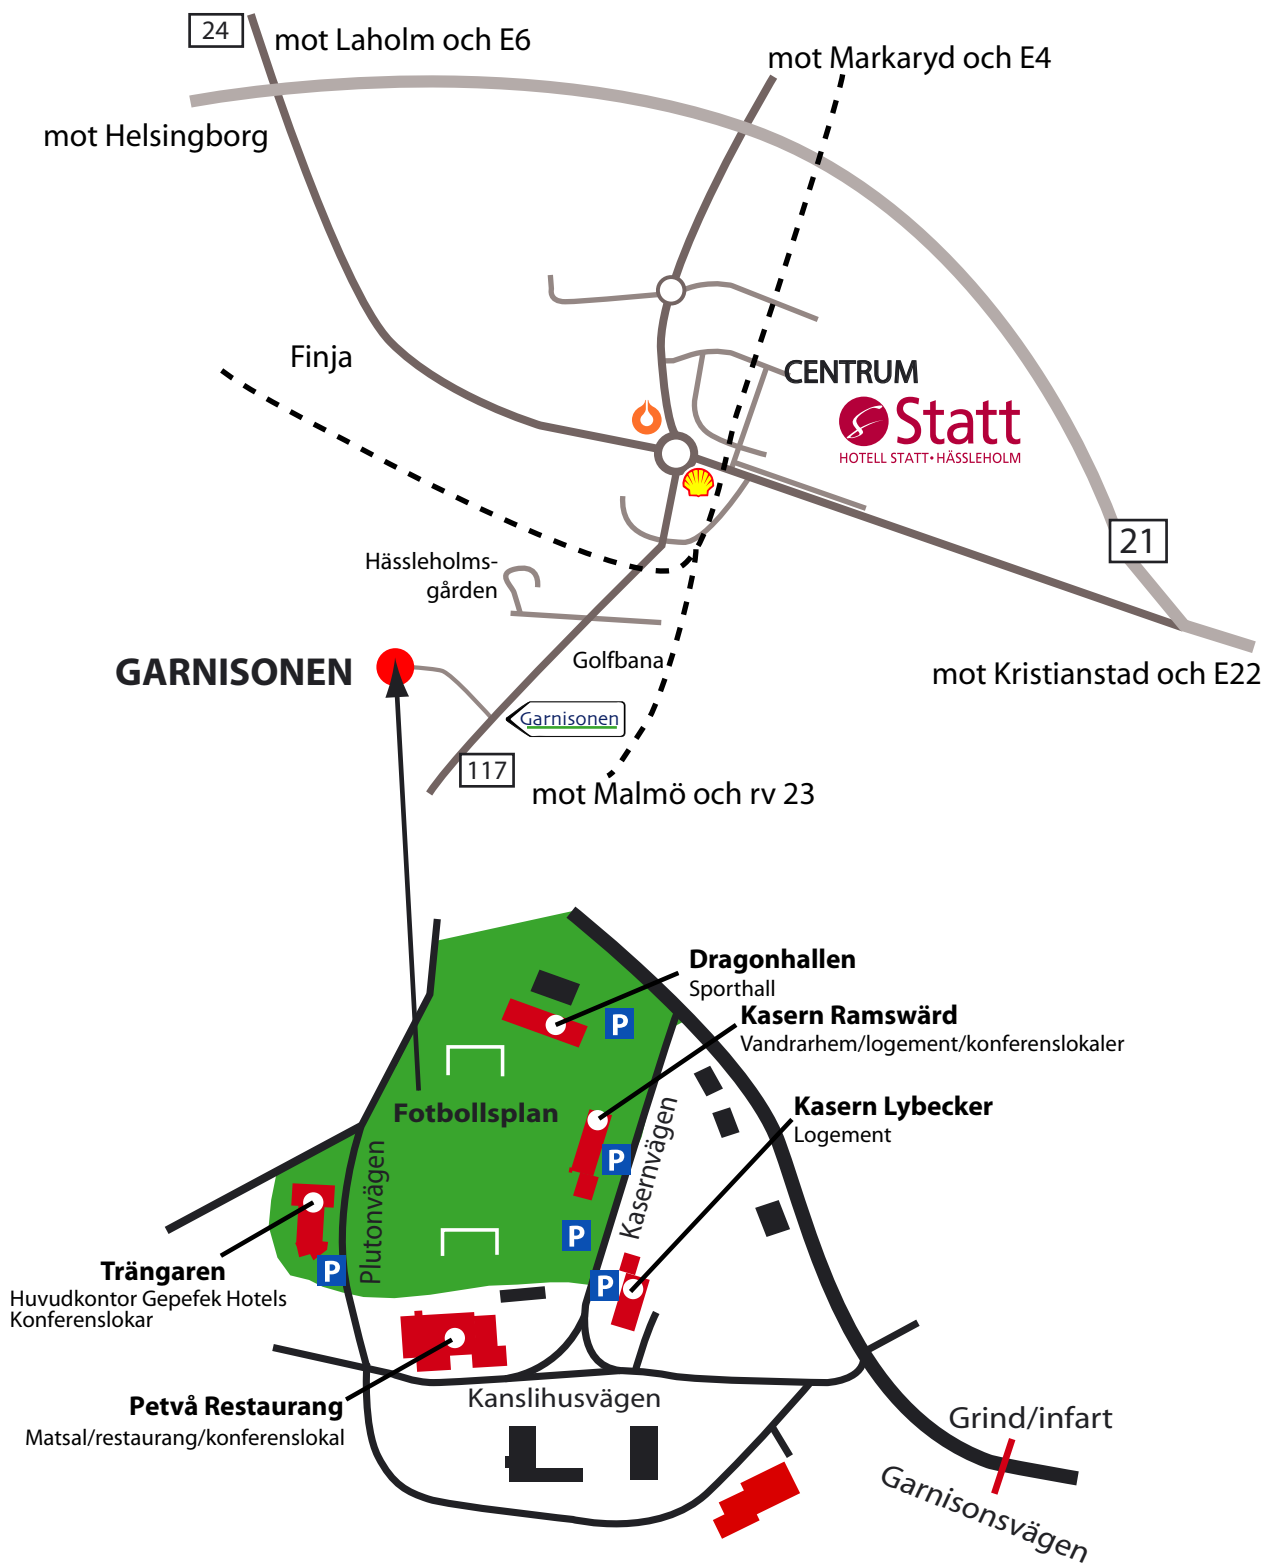 24
mot Laholm och E6
mot Markaryd och E4
mot Helsingborg
Finja
CENTRUM
Statt
HOTELL STATT • HÄSSLEHOLM
21
Hässleholms-
gården
Golfbana
GARNISONEN
mot Kristianstad och E22
Garnisonen
117
mot Malmö och rv 23
Dragonhallen
Sporthall
P
Kasern Ramswärd
Vandrarhem/logement/konferenslokaler
Fotbollsplan
Kasern Lybecker
Logement
Kasernvägen
P
Plutonvägen
P
Trängaren
Huvudkontor Gepefek Hotels
Konferenslokar
P
P
Petvå Restaurang
Matsal/restaurang/konferenslokal
Kanslihusvägen
Grind/infart
Garnisonsvägen